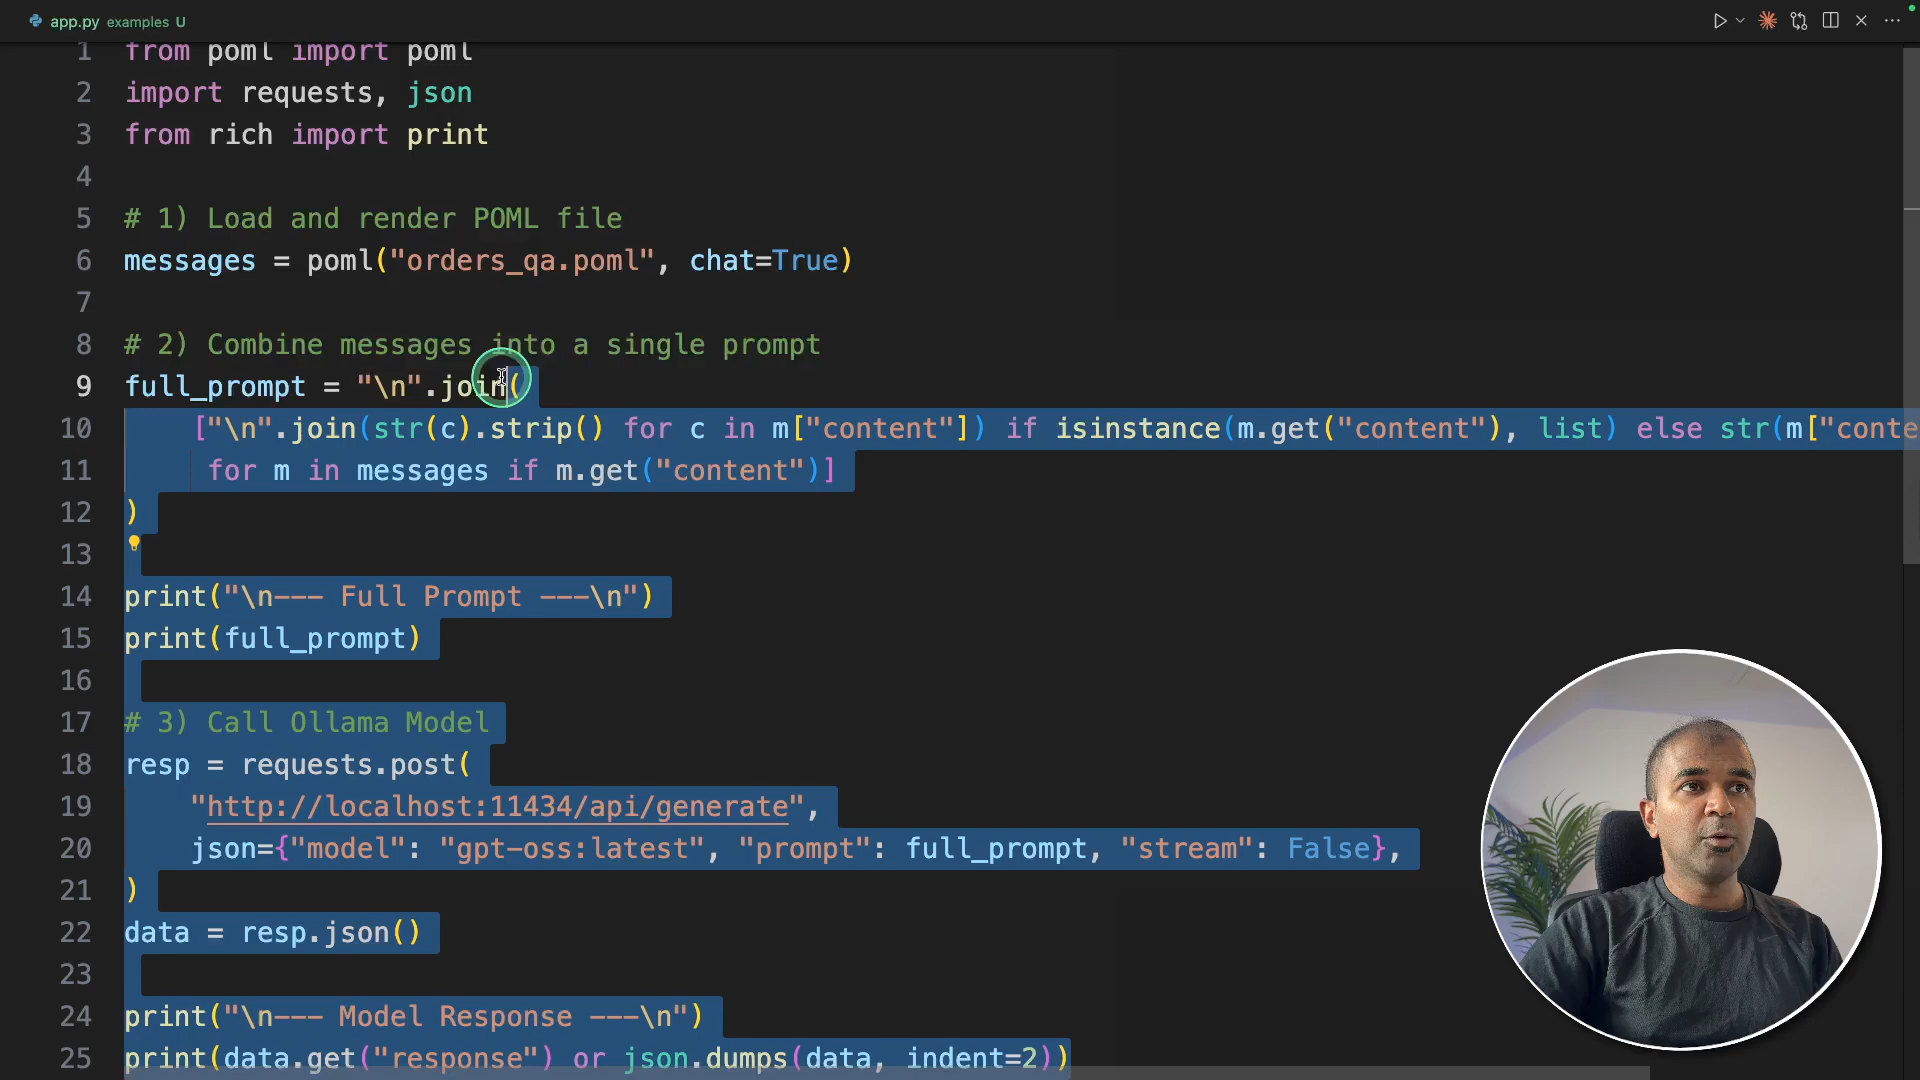 app.py examples U
1 from poml import poml
2 import requests, json
3 from rich import print
4
5 # 1) Load and render POML file
6 messages = poml("orders_qa.poml", chat=True)
7
8 # 2) Combine messages into a single prompt
9 full_prompt = "\n".join(
10 ["\n".join(str(c).strip() for c in m["content"]) if isinstance(m.get("content"), list) else str(m["conte
11 for m in messages if m.get("content")]
12 )
13
14 print("\n--- Full Prompt ---\n")
15 print(full_prompt)
16
17 # 3) Call Ollama Model
18 resp = requests.post(
19 "http://localhost:11434/api/generate",
20 json={"model": "gpt-oss:latest", "prompt": full_prompt, "stream": False},
21 )
22 data = resp.json()
23
24 print("\n--- Model Response ---\n")
25 print(data.get("response") or json.dumps(data, indent=2))